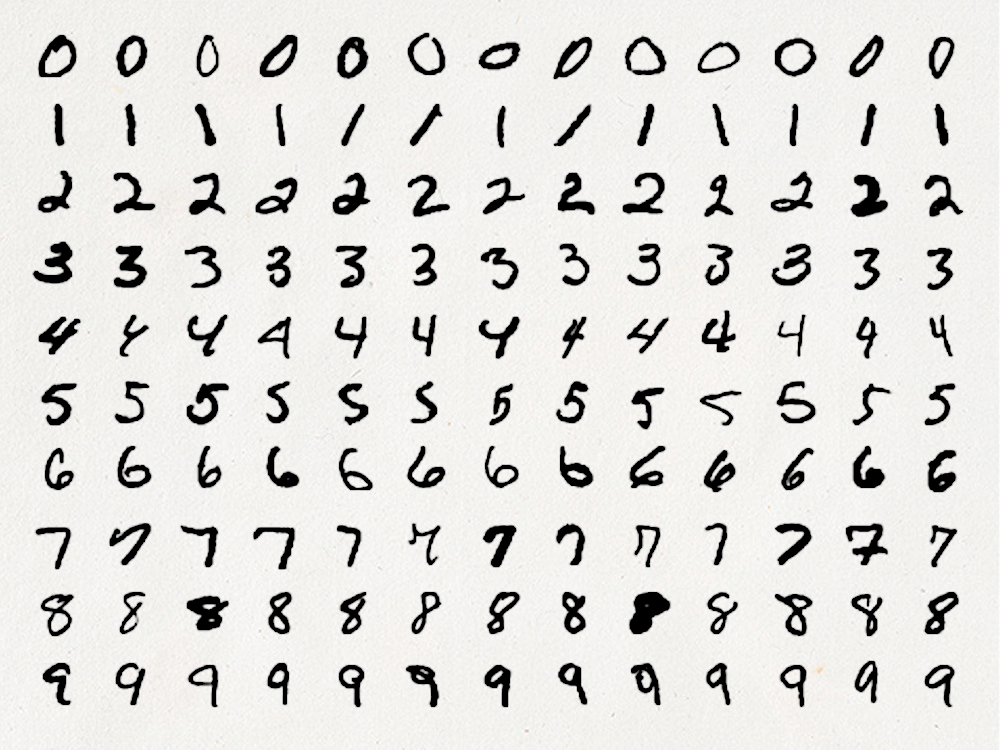 0 0 0 0 0 0 0 0 0 0 0 0 0
1 1 1 1 1 1 1 1 1 1 1 1 1
2 2 2 2 2 2 2 2 2 2 2 2 2
3 3 3 3 3 3 3 3 3 3 3 3 3
4 4 4 4 4 4 4 4 4 4 4 4 4
5 5 5 5 5 5 5 5 5 5 5 5 5
6 6 6 6 6 6 6 6 6 6 6 6 6
7 7 7 7 7 7 7 7 7 7 7 7 7
8 8 8 8 8 8 8 8 8 8 8 8 8
9 9 9 9 9 9 9 9 9 9 9 9 9